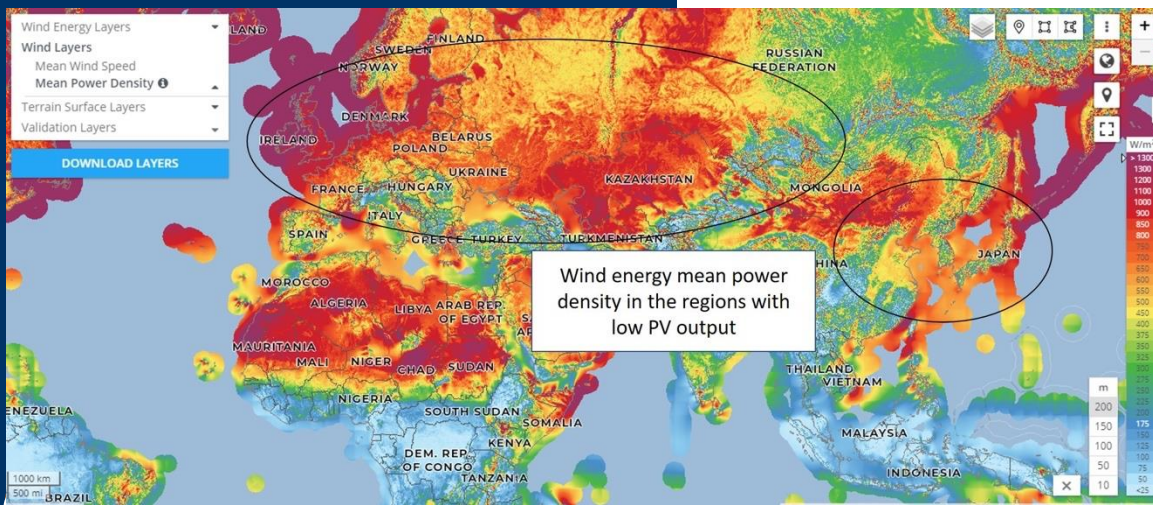 Wind Energy Layers
Wind Layers
Mean Wind Speed
Mean Power Density
Terrain Surface Layers
Validation Layers
DOWNLOAD LAYERS
FINLAND
SWEDEN
NORWAY
RUSSIAN
FEDERATION
DENMARK
IRELAND
BELARUS
POLAND
UKRAINE
KAZAKHSTAN
MONGOLIA
FRANCE
HUNGARY
ITALY
SPAIN
GREECE
TURKEY
TURKMENISTAN
JAPAN
MOROCCO
ALGERIA
LIBYA
ARAB REP
OF EGYPT
Wind energy mean power
density in the regions with
low PV output
MAURITANIA
MALI
NIGER
CHAD
SUDAN
THAILAND
VIETNAM
NIGERIA
SOUTH SUDAN
SOMALIA
KENYA
DEM. REP.
OF CONGO
TANZANIA
MALAYSIA
INDONESIA
BRAZIL
1000 km
500 mi
+
W/m²
> 1300
1300
1200
1100
1000
900
850
800
750
700
650
600
550
500
450
400
375
350
325
300
275
250
225
200
175
150
125
100
75
50
<25
m
200
150
100
50
10